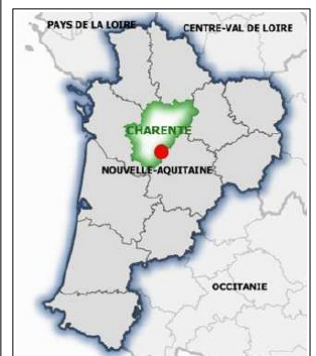 PAYS DE LA LOIRE
CENTRE-VAL DE LOIRE
CHARENTE
NOUVELLE-AQUITAINE
OCCITANIE